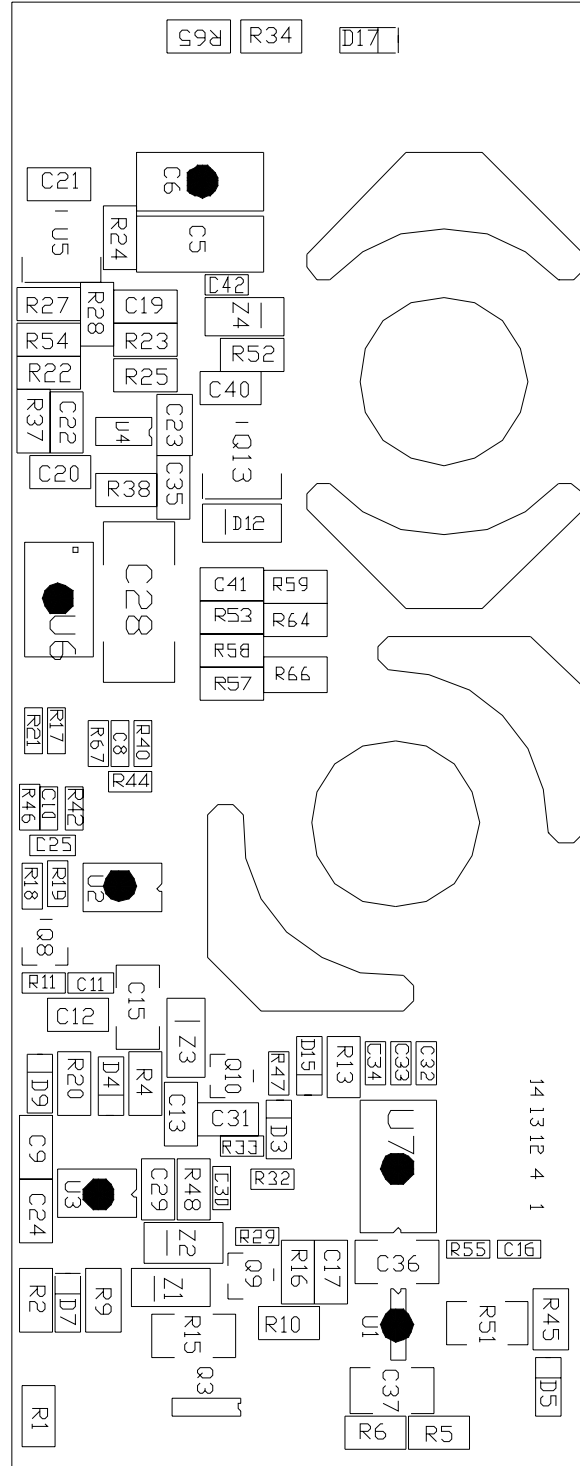 R65 R34 D17
C21 C6
U5 R24 C5
C42
R27 R28 C19 Z4
R54 R23 R52
R22 R25 C40
R37 C22 U4 C23 Q13
C20 R38 C35
D12
C28
U6 C41 R59
R53 R64
R58
R57 R66
R21 R17 R67 C8 R40
R44
R46 C10 R42
C25
R18 R19 U2
Q8
R11 C11 C15
C12 Z3
D9 R20 D4 R4 Q10 R47 D15 R13 C34 C33 C32
C13 C31 D3 U7 14 13 12 4 1
C9 R33
C24 U3 C29 R48 C30 R32
Z2 R29 R55 C16
R16 C17 C36
R2 D7 R9 Z1 Q9
R15 R10 U1 R51 R45
Q3 C37 D5
R1 R6 R5